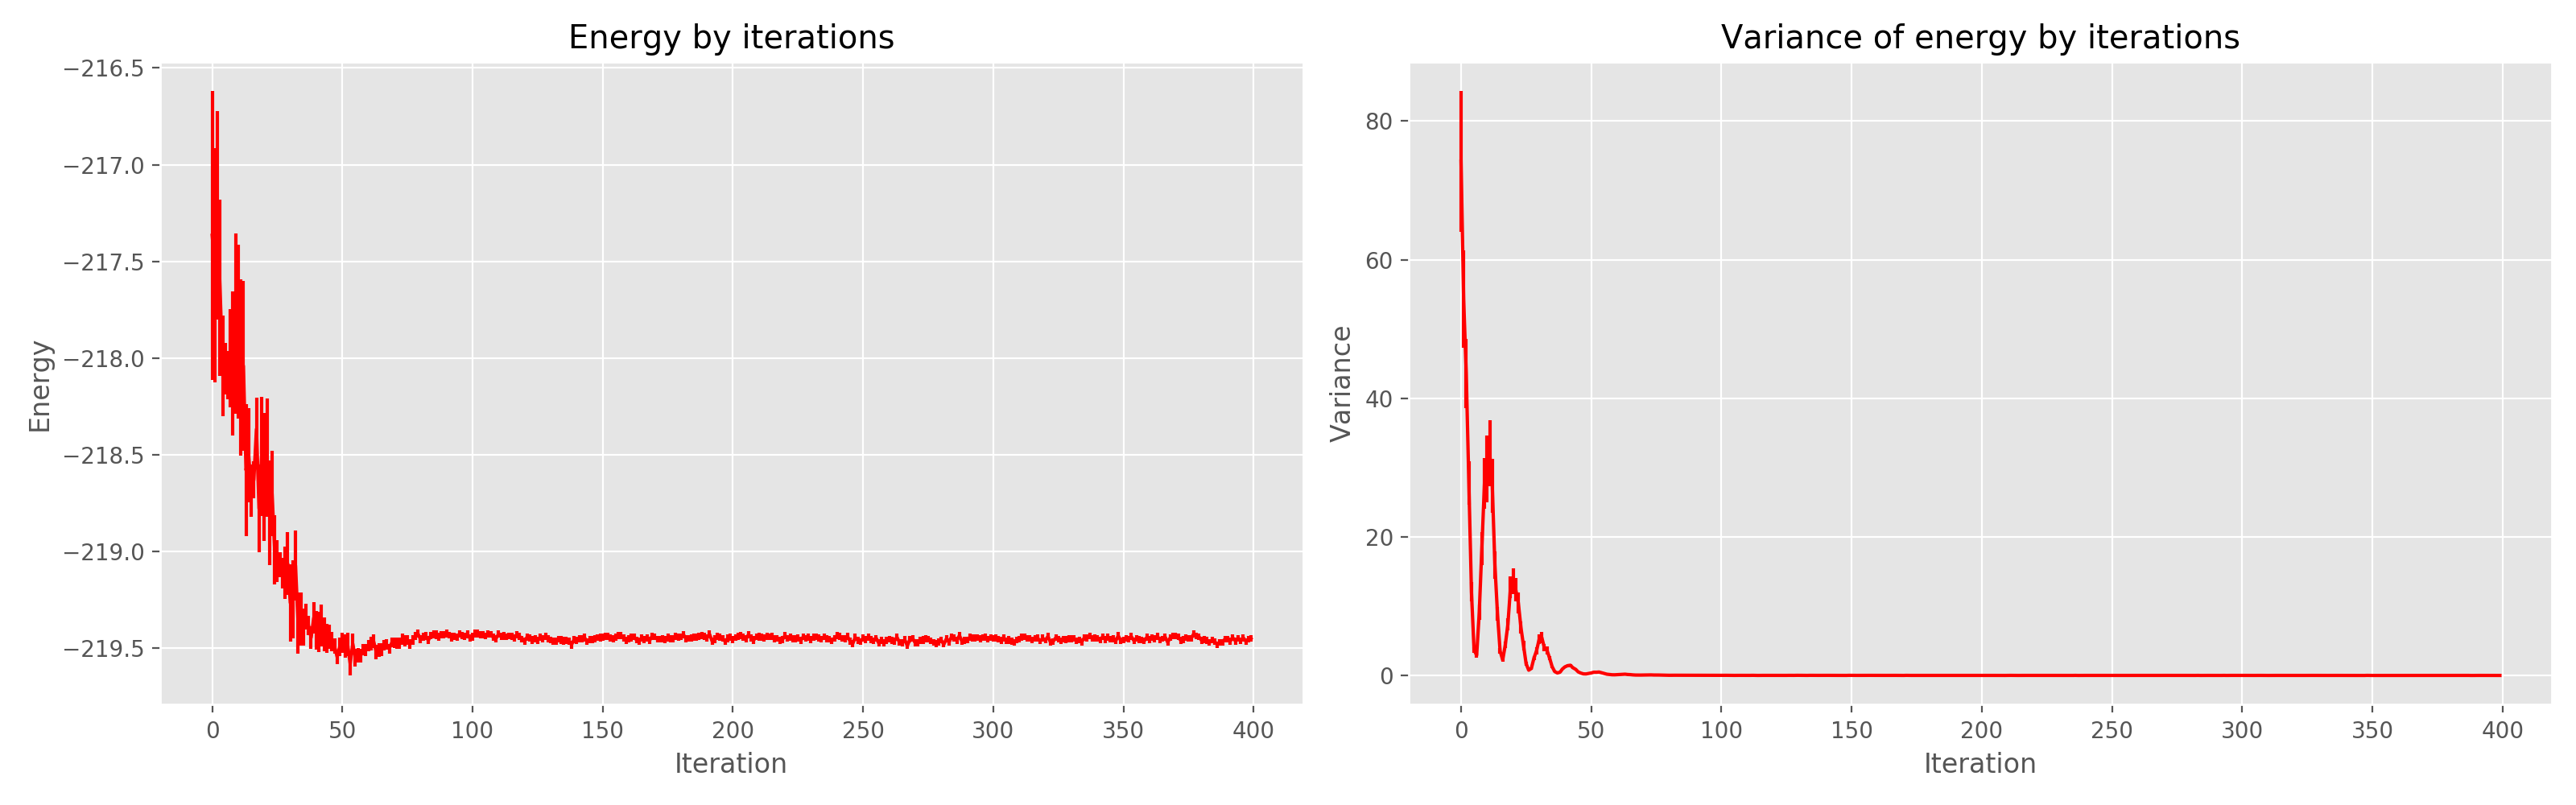 Energy by iterations
Energy
−216.5
−217.0
−217.5
−218.0
−218.5
−219.0
−219.5
0 50 100 150 200 250 300 350 400
Iteration
Variance of energy by iterations
Variance
80
60
40
20
0
0 50 100 150 200 250 300 350 400
Iteration